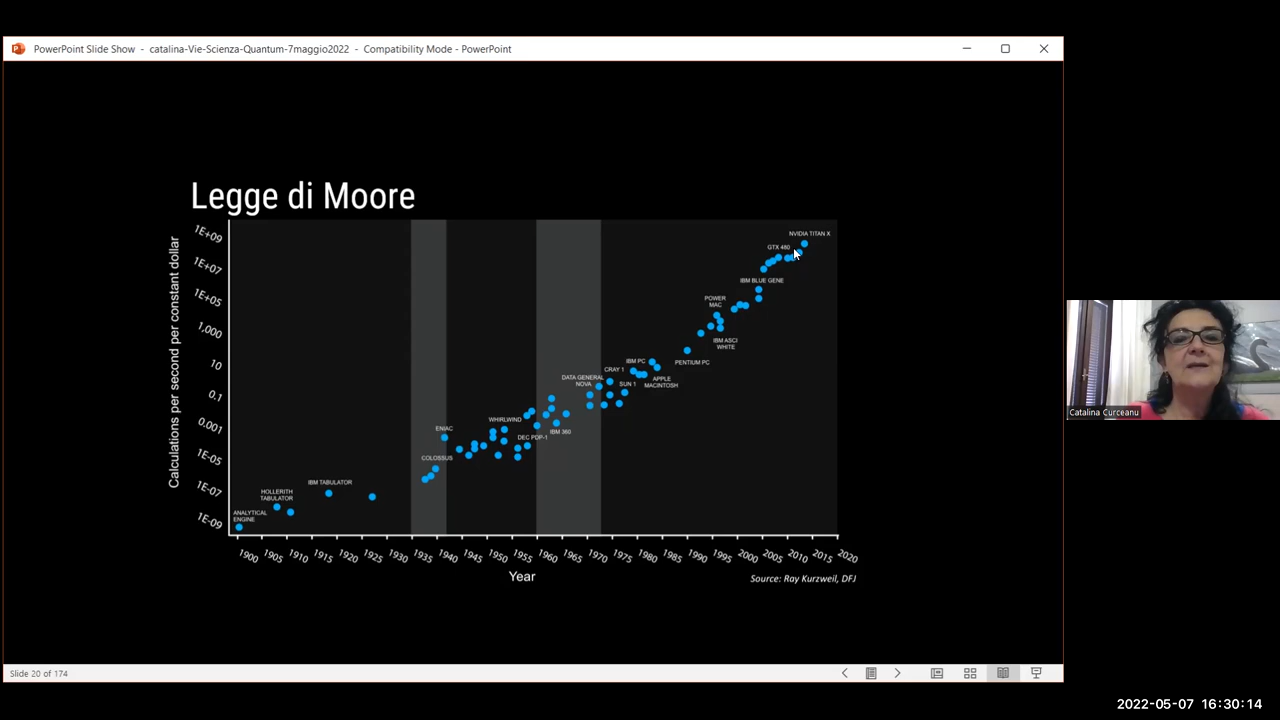 PowerPoint Slide Show - catalina-Vie-Scienza-Quantum-7maggio2022 - Compatibility Mode - PowerPoint
Legge di Moore
Calculations per second per constant dollar
1E+09
1E+07
1E+05
1,000
10
0.1
0.001
1E-05
1E-07
1E-09
NVIDIA TITAN X
GTX 480
IBM BLUE GENE
POWER
MAC
IBM ASCI
WHITE
PENTIUM PC
IBM PC
CRAY 1
APPLE
MACINTOSH
DATA GENERAL
NOVA
SUN 1
WHIRLWIND
IBM 360
DEC PDP-1
ENIAC
COLOSSUS
IBM TABULATOR
HOLLERITH
TABULATOR
ANALYTICAL
ENGINE
1900 1905 1910 1915 1920 1925 1930 1935 1940 1945 1950 1955 1960 1965 1970 1975 1980 1985 1990 1995 2000 2005 2010 2015 2020
Year
Source: Ray Kurzweil, DFJ
Catalina Curceanu
Slide 20 of 174
2022-05-07 16:30:14